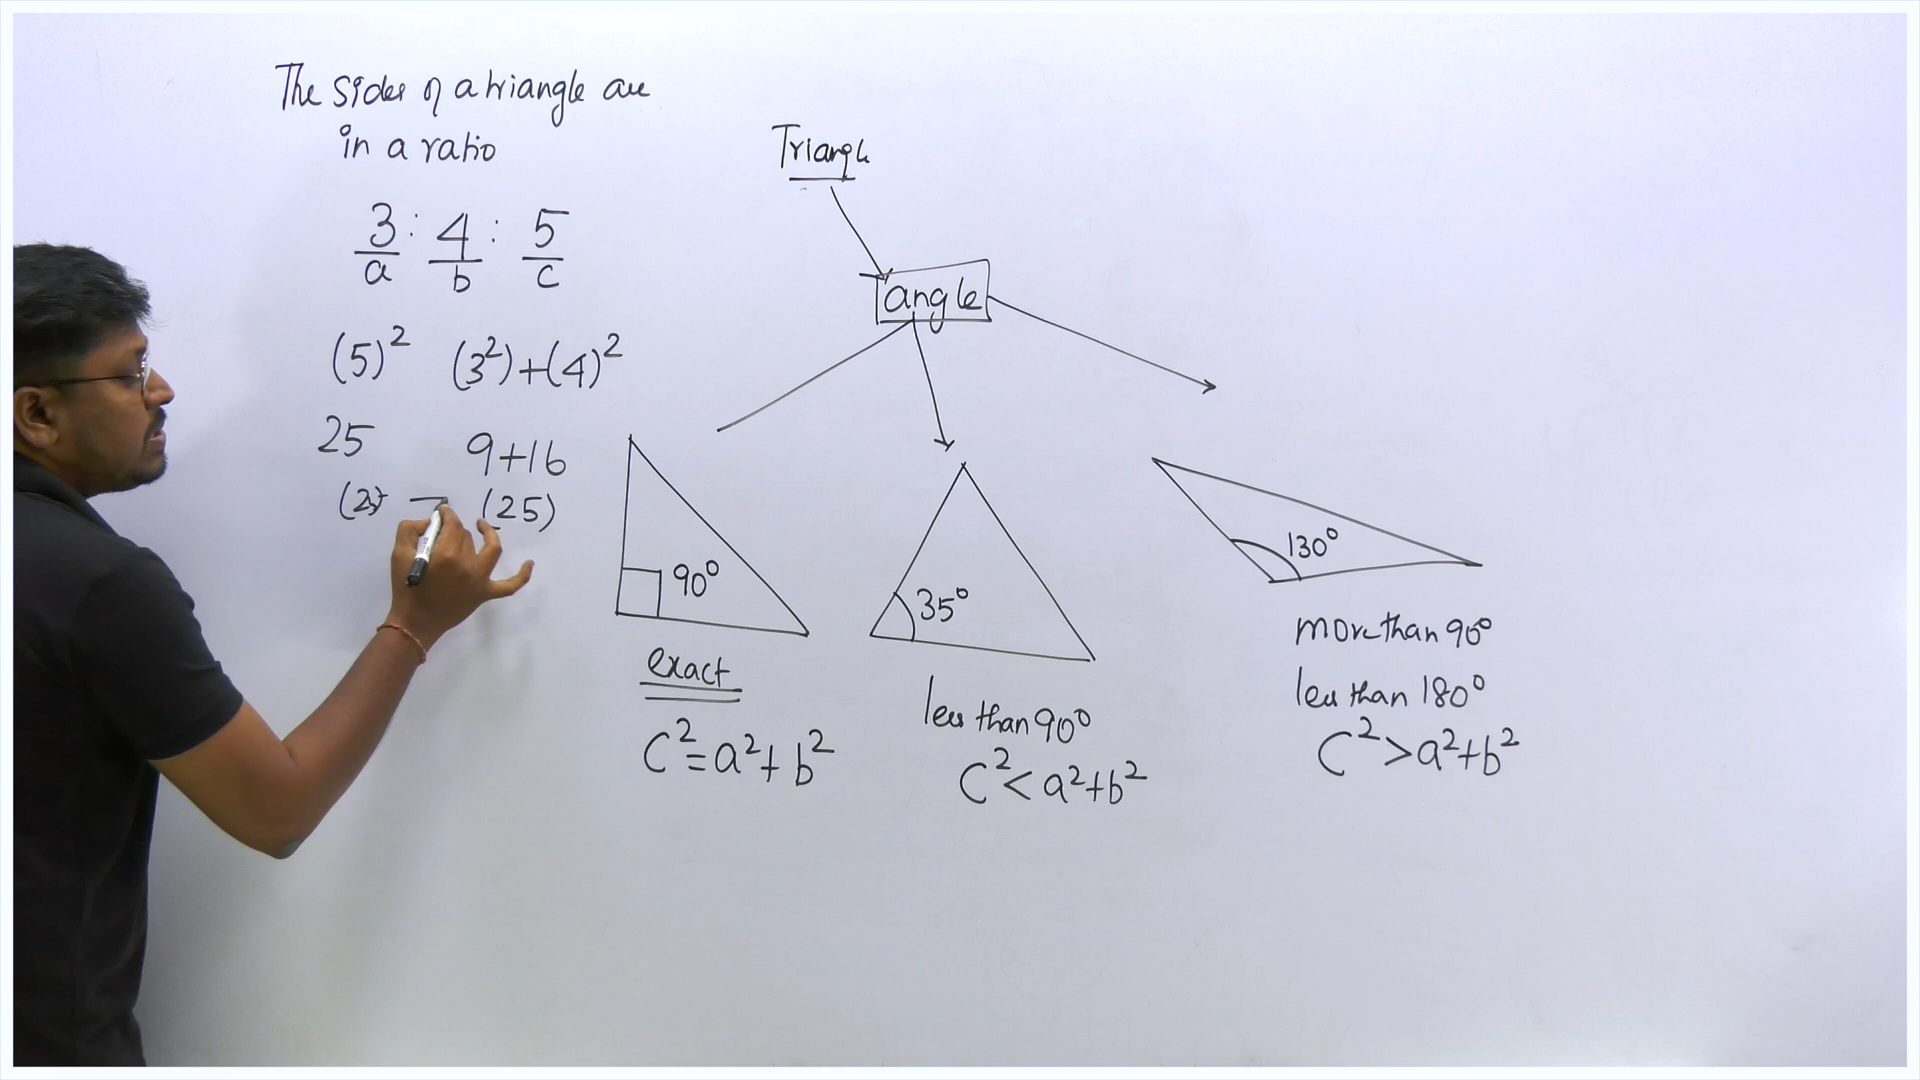 The sides of a triangle are
in a ratio
3 : 4 : 5
a b c
(5)² (3²)+(4)²
25 9+16
(25) (25)
Triangle
angle
90°
exact
C²=a²+b²
35°
less than 90°
C²<a²+b²
130°
more than 90°
less than 180°
C²>a²+b²